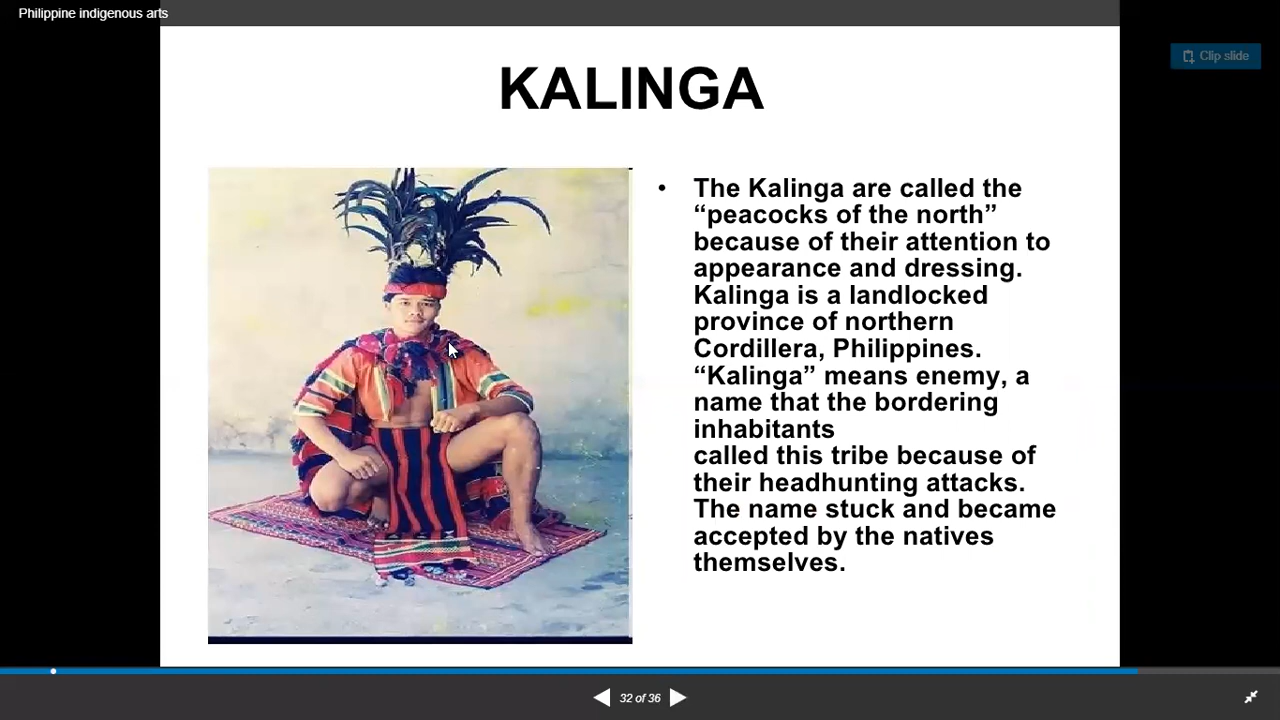 Philippine indigenous arts
Clip slide
KALINGA
• The Kalinga are called the
“peacocks of the north”
because of their attention to
appearance and dressing.
Kalinga is a landlocked
province of northern
Cordillera, Philippines.
“Kalinga” means enemy, a
name that the bordering
inhabitants
called this tribe because of
their headhunting attacks.
The name stuck and became
accepted by the natives
themselves.
32 of 36